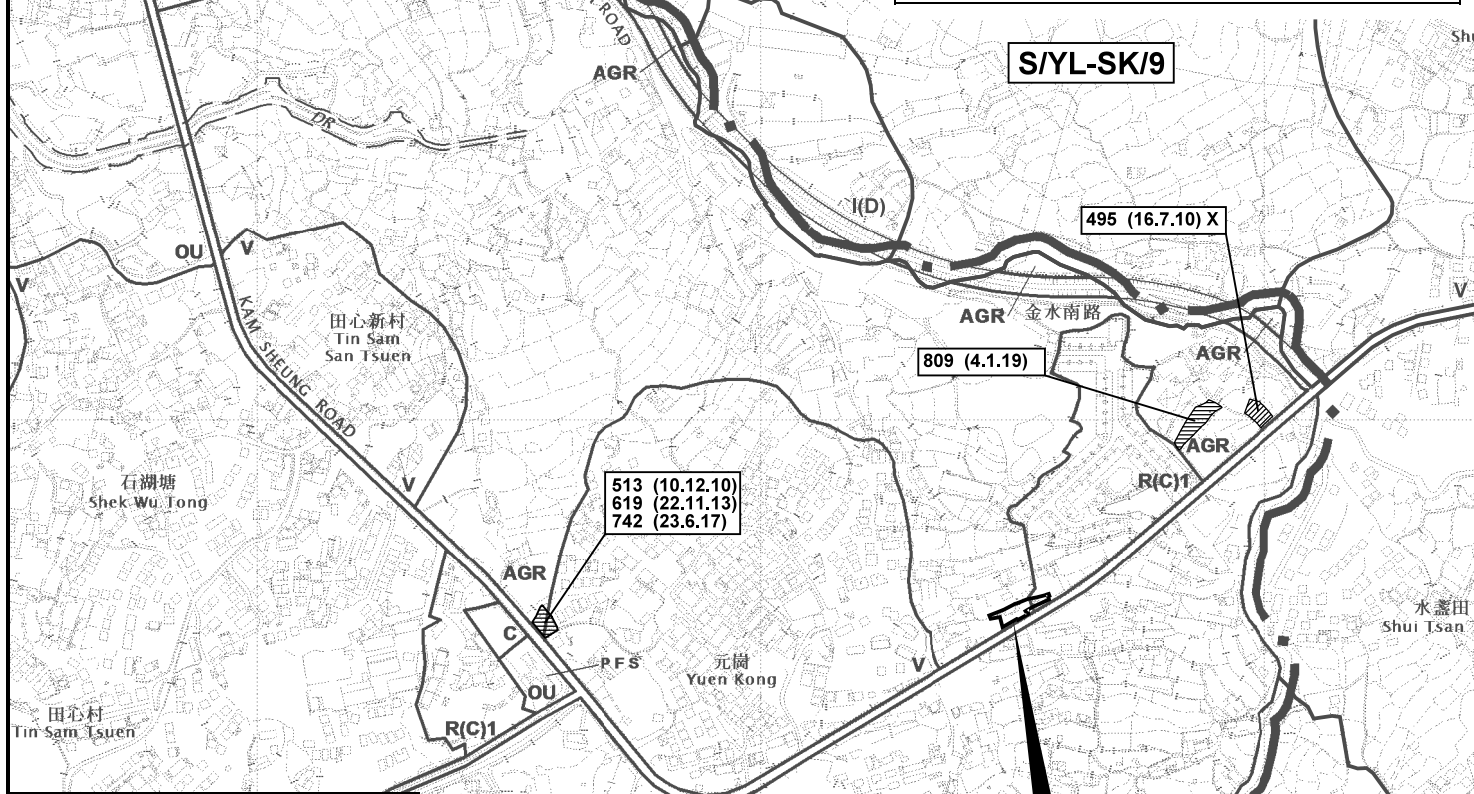 ROAD
AGR
S/YL-SK/9
Shu
DR
I(D)
495 (16.7.10) X
OU
V
V
V
AGR
金水南路
AGR
田心新村
Tin Sam
San Tsuen
KAM SHEUNG ROAD
809 (4.1.19)
AGR
R(C)1
石湖塘
Shek Wu Tong
V
513 (10.12.10)
619 (22.11.13)
742 (23.6.17)
AGR
C
PFS
OU
元崗
Yuen Kong
V
水盞田
Shui Tsan
田心村
Tin Sam Tsuen
R(C)1